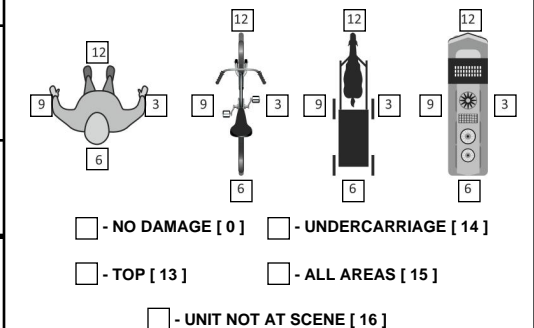 12 12 12
12
9 3 9 3 9 3 9 3
6
6 6 6
- NO DAMAGE [ 0 ] - UNDERCARRIAGE [ 14 ]
- TOP [ 13 ] - ALL AREAS [ 15 ]
- UNIT NOT AT SCENE [ 16 ]